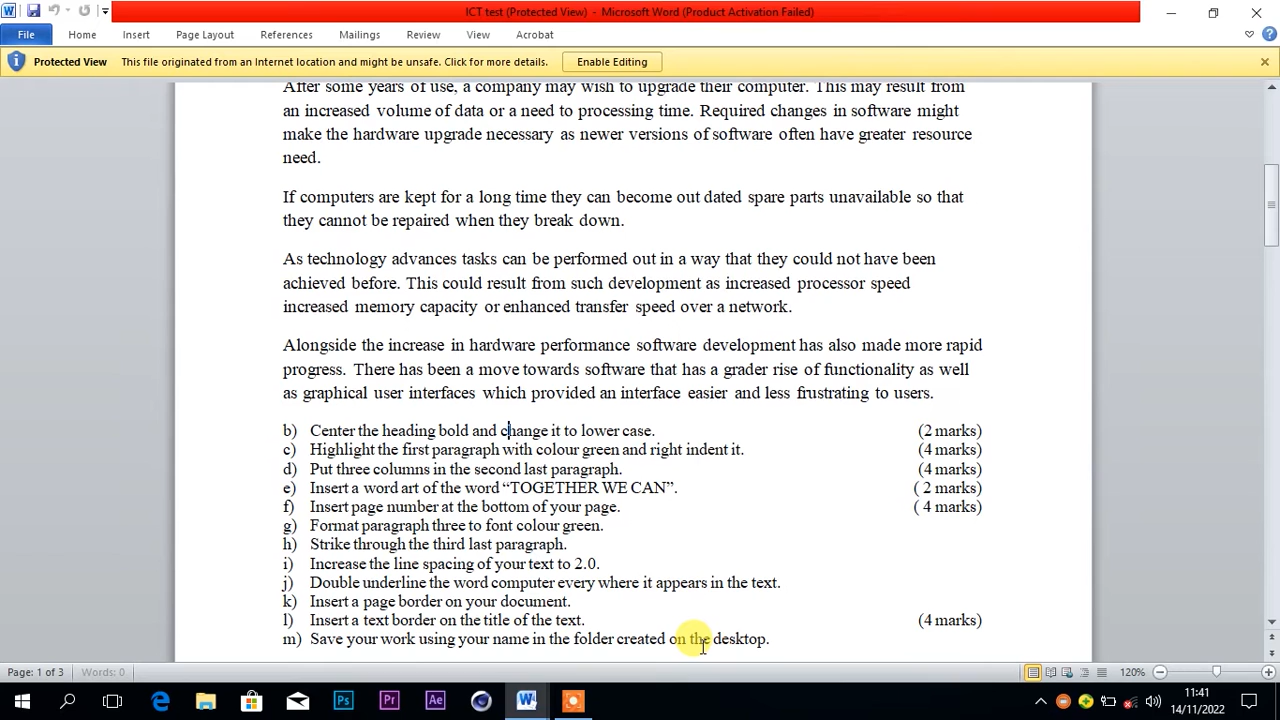 ICT test (Protected View) - Microsoft Word (Product Activation Failed)
File Home Insert Page Layout References Mailings Review View Acrobat
Protected View This file originated from an Internet location and might be unsafe. Click for more details. Enable Editing
After some years of use, a company may wish to upgrade their computer. This may result from
an increased volume of data or a need to processing time. Required changes in software might
make the hardware upgrade necessary as newer versions of software often have greater resource
need.
If computers are kept for a long time they can become out dated spare parts unavailable so that
they cannot be repaired when they break down.
As technology advances tasks can be performed out in a way that they could not have been
achieved before. This could result from such development as increased processor speed
increased memory capacity or enhanced transfer speed over a network.
Alongside the increase in hardware performance software development has also made more rapid
progress. There has been a move towards software that has a grader rise of functionality as well
as graphical user interfaces which provided an interface easier and less frustrating to users.
b) Center the heading bold and change it to lower case. (2 marks)
c) Highlight the first paragraph with colour green and right indent it. (4 marks)
d) Put three columns in the second last paragraph. (4 marks)
e) Insert a word art of the word “TOGETHER WE CAN”. ( 2 marks)
f) Insert page number at the bottom of your page. ( 4 marks)
g) Format paragraph three to font colour green.
h) Strike through the third last paragraph.
i) Increase the line spacing of your text to 2.0.
j) Double underline the word computer every where it appears in the text.
k) Insert a page border on your document.
l) Insert a text border on the title of the text. (4 marks)
m) Save your work using your name in the folder created on the desktop.
Page: 1 of 3 Words: 0 120%
Ps Pr Ae
11:41
14/11/2022